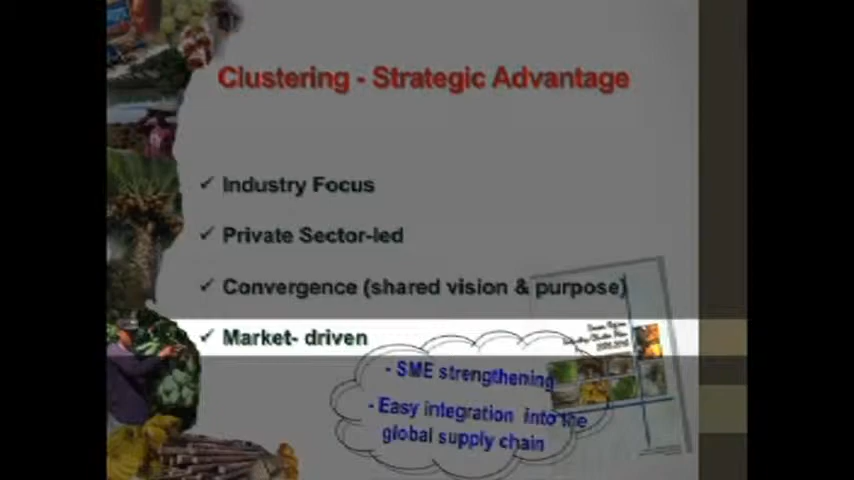 Clustering - Strategic Advantage
✓ Industry Focus
✓ Private Sector-led
✓ Convergence (shared vision & purpose)
✓ Market- driven
- SME strengthening
- Easy integration into the
global supply chain